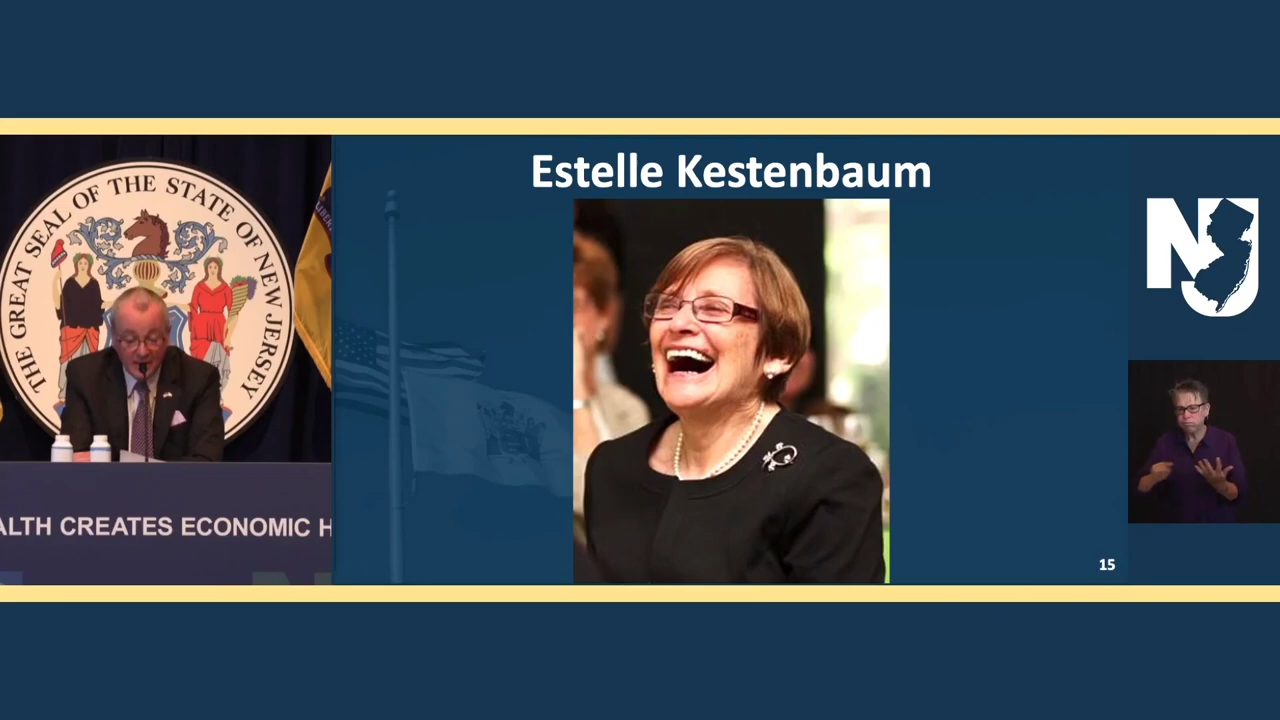 Estelle Kestenbaum
THE GREAT SEAL OF THE STATE OF NEW JERSEY
NJ
ALTH CREATES ECONOMIC H
15